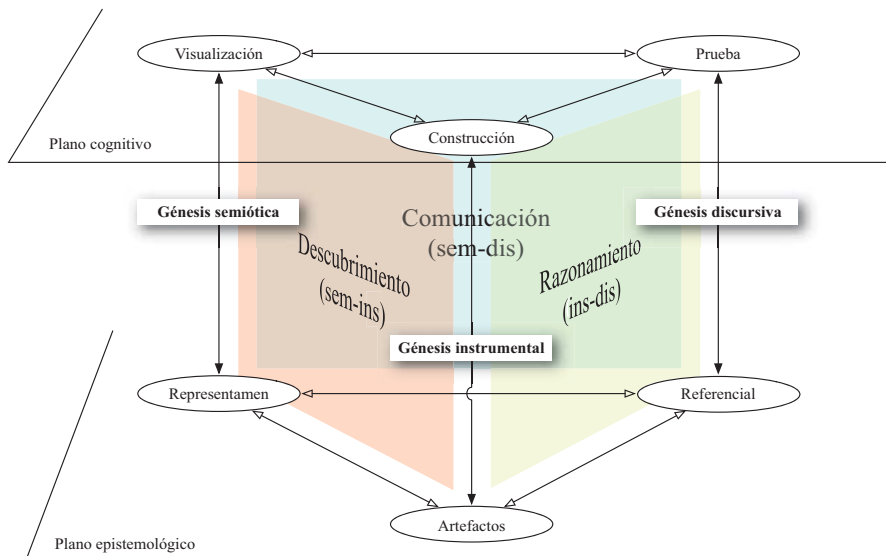 Visualización
Prueba
Construcción
Plano cognitivo
Génesis semiótica
Génesis discursiva
Comunicación
(sem-dis)
Descubrimiento
(sem-ins)
Razonamiento
(ins-dis)
Génesis instrumental
Representamen
Referencial
Artefactos
Plano epistemológico